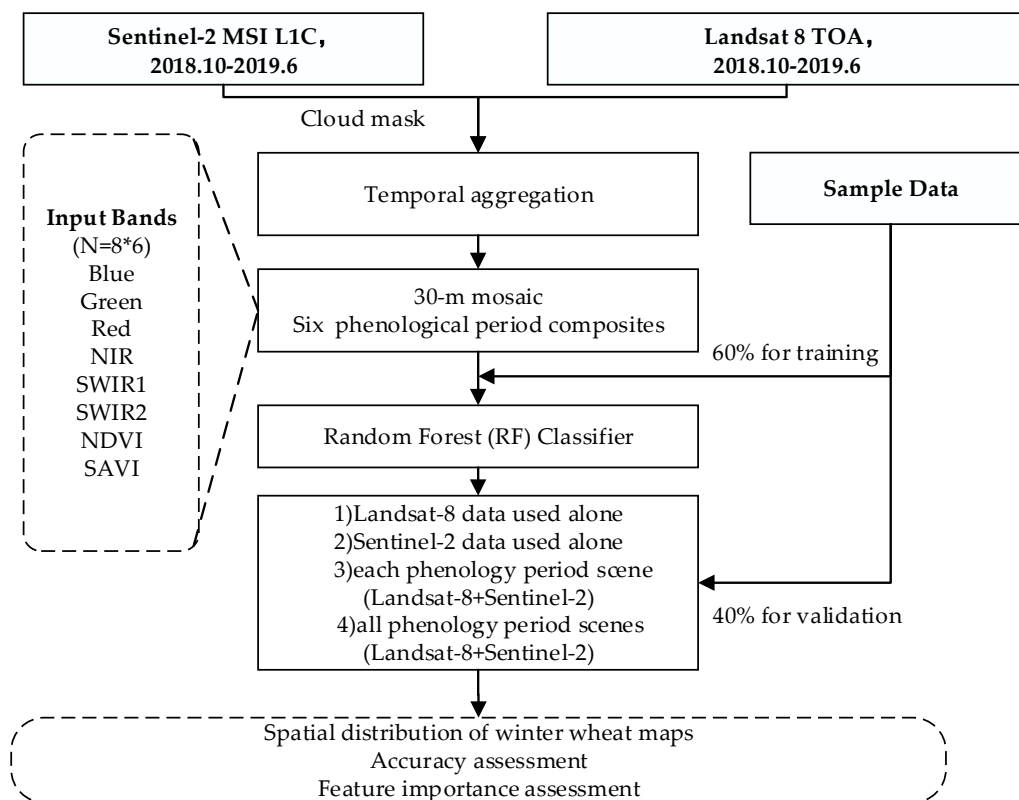 Sentinel-2 MSI L1C,
2018.10-2019.6
Landsat 8 TOA,
2018.10-2019.6
Cloud mask
Temporal aggregation
Sample Data
Input Bands
(N=8*6)
Blue
Green
Red
NIR
SWIR1
SWIR2
NDVI
SAVI
30-m mosaic
Six phenological period composites
60% for training
Random Forest (RF) Classifier
1)Landsat-8 data used alone
2)Sentinel-2 data used alone
3)each phenology period scene
(Landsat-8+Sentinel-2)
4)all phenology period scenes
(Landsat-8+Sentinel-2)
40% for validation
Spatial distribution of winter wheat maps
Accuracy assessment
Feature importance assessment